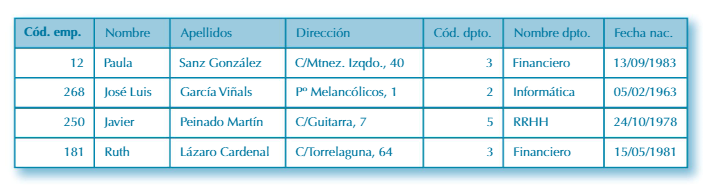 Cód. emp. Nombre Apellidos Dirección Cód. dpto. Nombre dpto. Fecha nac.
12 Paula Sanz González C/Mtnez. Izqdo., 40 3 Financiero 13/09/1983
268 José Luis García Viñals Pº Melancólicos, 1 2 Informática 05/02/1963
250 Javier Peinado Martín C/Guitarra, 7 5 RRHH 24/10/1978
181 Ruth Lázaro Cardenal C/Torrelaguna, 64 3 Financiero 15/05/1981